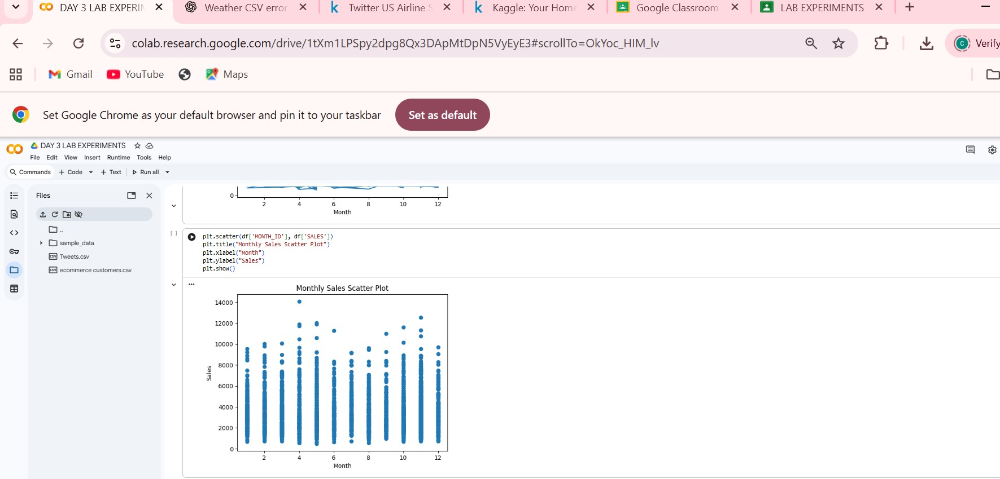 DAY 3 LAB EXPERIN
Weather CSV error
Twitter US Airline S
Kaggle: Your Home
Google Classroom
LAB EXPERIMENTS
colab.research.google.com/drive/1tXm1LPSpy2dpg8Qx3DApMtDpN5VyEyE3#scrollTo=OkYoc_HIM_lv
C Verify
Gmail
YouTube
Maps
Set Google Chrome as your default browser and pin it to your taskbar
Set as default
DAY 3 LAB EXPERIMENTS
File Edit View Insert Runtime Tools Help
Commands + Code + Text Run all
Files
..
sample_data
CSV Tweets.csv
CSV ecommerce customers.csv
0
2 4 6 8 10 12
Month
[ ]
plt.scatter(df['MONTH_ID'], df['SALES'])
plt.title("Monthly Sales Scatter Plot")
plt.xlabel("Month")
plt.ylabel("Sales")
plt.show()
...
Monthly Sales Scatter Plot
14000
12000
10000
8000
6000
4000
2000
0
Sales
2 4 6 8 10 12
Month